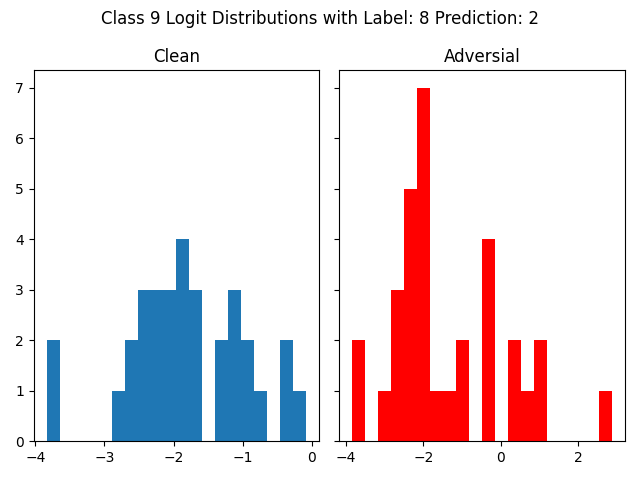 Class 9 Logit Distributions with Label: 8 Prediction: 2
Clean
Adversial
7
6
5
4
3
2
1
0
−4 −3 −2 −1 0
−4 −2 0 2